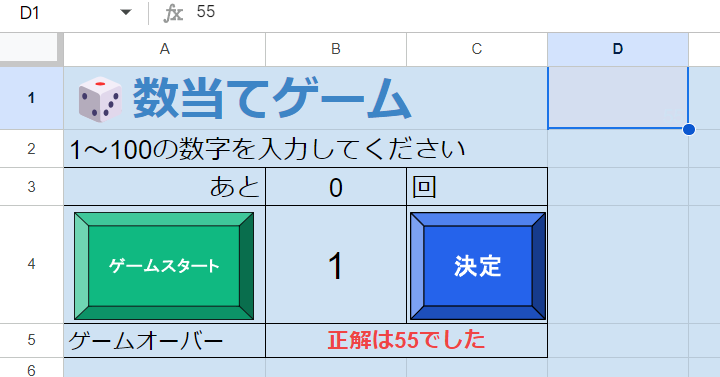 D1 fx 55
A B C D
1 数当てゲーム
2 1〜100の数字を入力してください
3 あと 0 回
4 ゲームスタート 1 決定
5 ゲームオーバー 正解は55でした
6